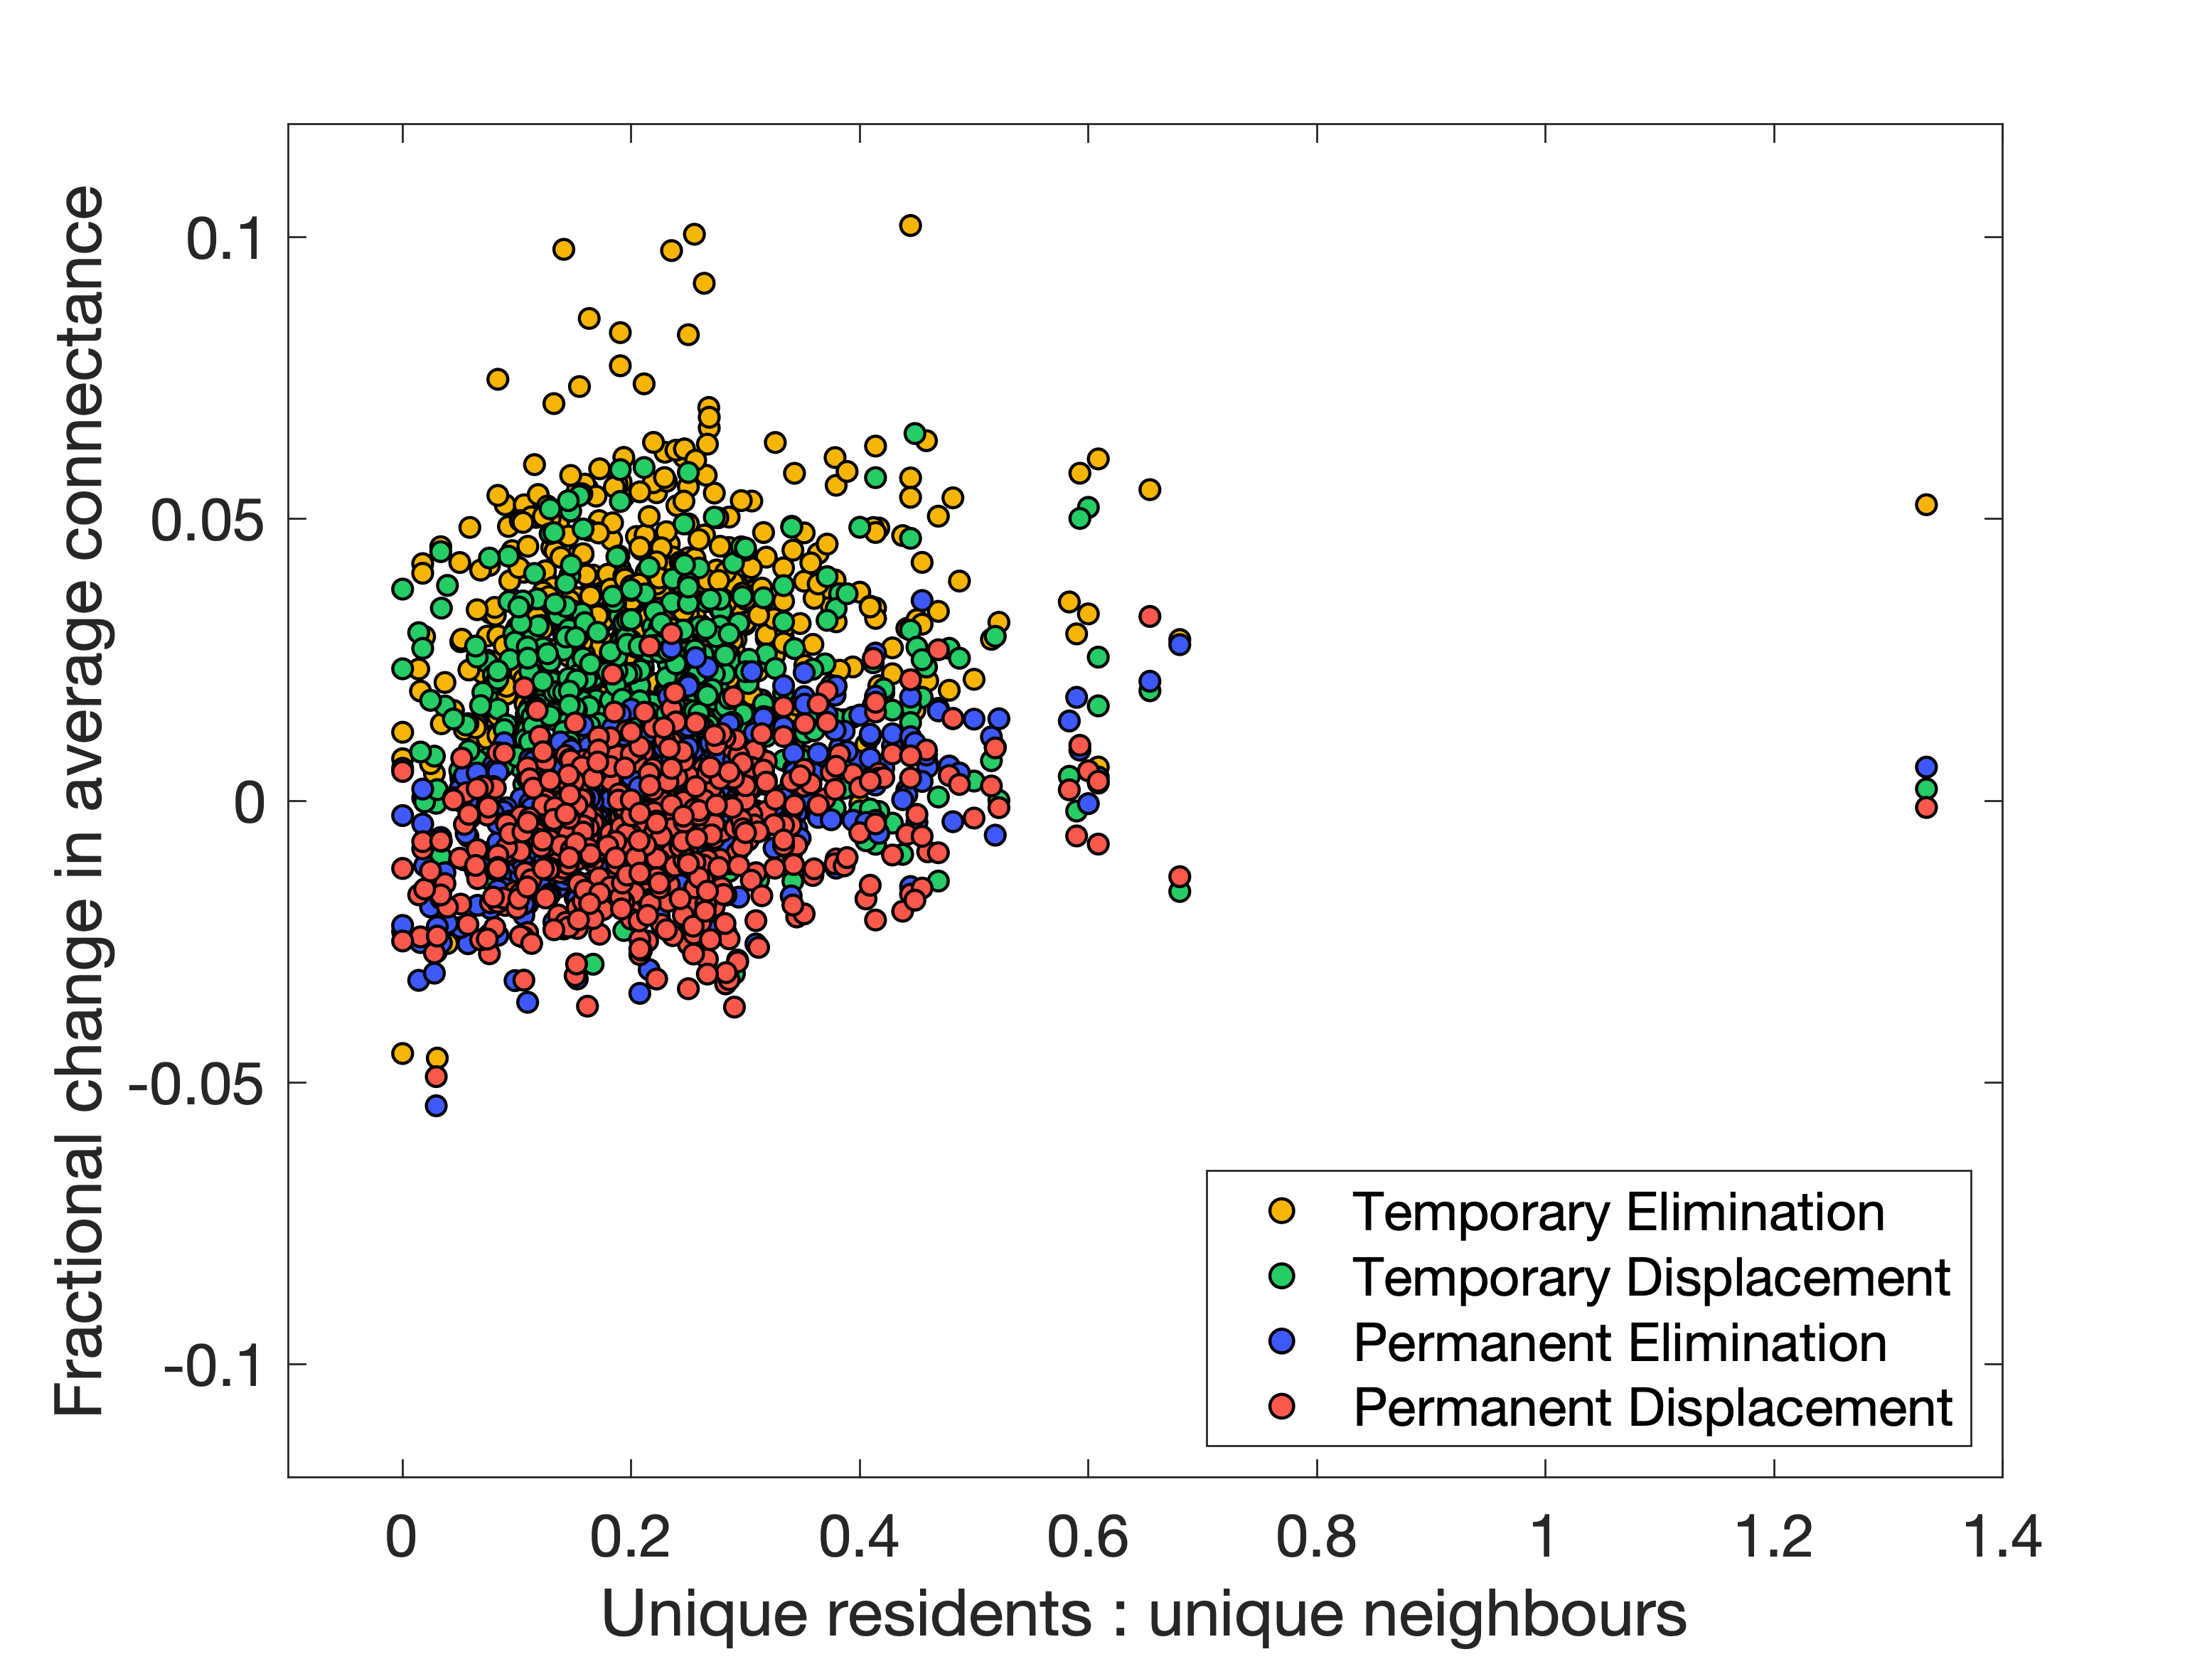 Fractional change in average connectance
0.1
0.05
0
-0.05
-0.1
Temporary Elimination
Temporary Displacement
Permanent Elimination
Permanent Displacement
0 0.2 0.4 0.6 0.8 1 1.2 1.4
Unique residents : unique neighbours